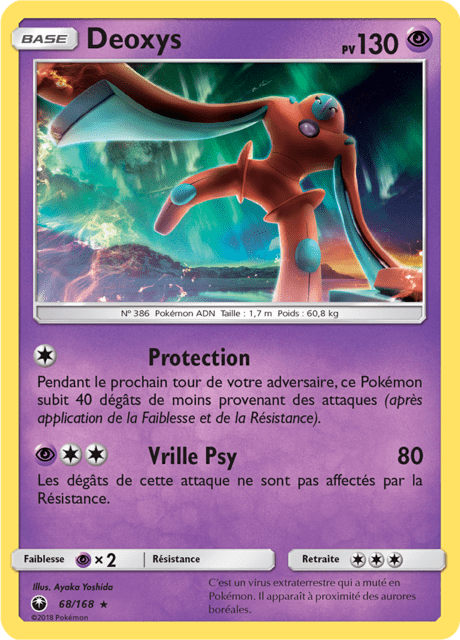 BASE Deoxys PV 130
N° 386 Pokémon ADN Taille : 1,7 m Poids : 60,8 kg
Protection
Pendant le prochain tour de votre adversaire, ce Pokémon
subit 40 dégâts de moins provenant des attaques (après
application de la Faiblesse et de la Résistance).
Vrille Psy 80
Les dégâts de cette attaque ne sont pas affectés par la
Résistance.
Faiblesse × 2 Résistance Retraite
Illus. Ayaka Yoshida
68/168 ★
©2018 Pokémon
C'est un virus extraterrestre qui a muté en
Pokémon. Il apparaît à proximité des aurores
boréales.